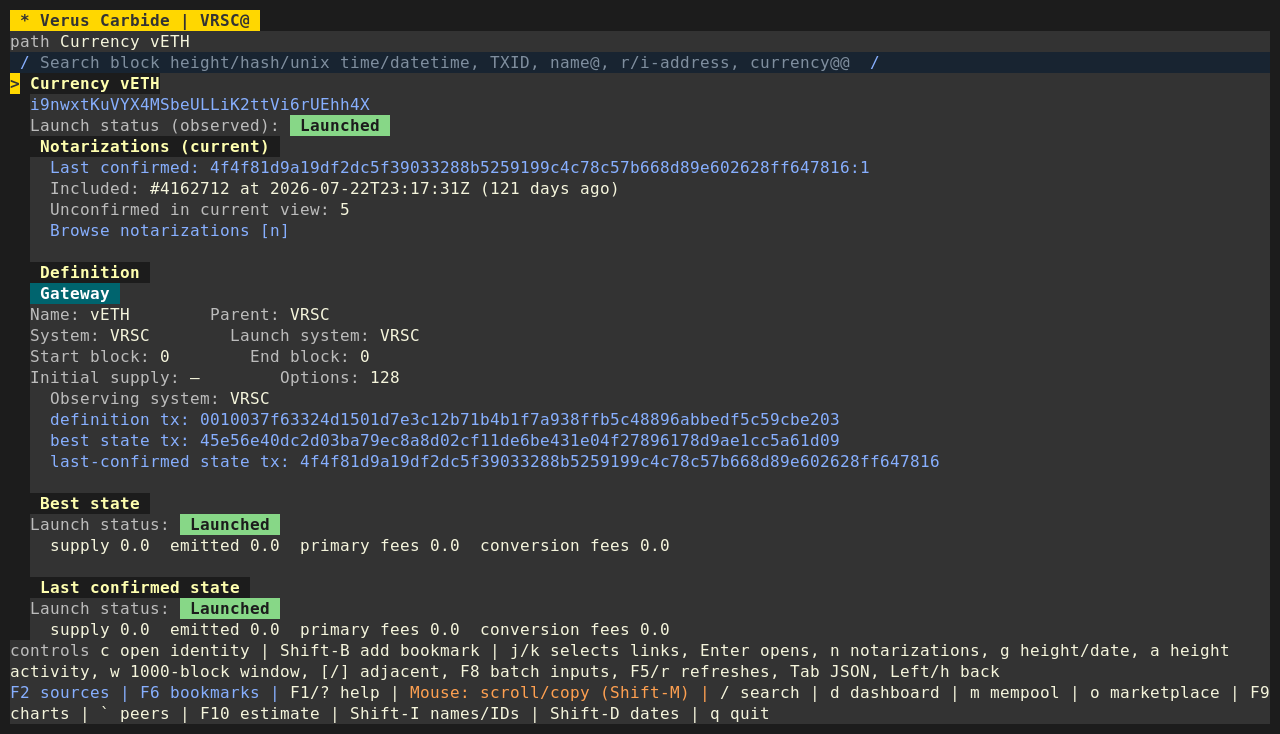 * Verus Carbide | VRSC@
path Currency vETH
/ Search block height/hash/unix time/datetime, TXID, name@, r/i-address, currency@@ /
> Currency vETH
i9nwxtKuVYX4MSbeULLiK2ttVi6rUEhh4X
Launch status (observed): Launched
Notarizations (current)
Last confirmed: 4f4f81d9a19df2dc5f39033288b5259199c4c78c57b668d89e602628ff647816:1
Included: #4162712 at 2026-07-22T23:17:31Z (121 days ago)
Unconfirmed in current view: 5
Browse notarizations [n]
Definition
Gateway
Name: vETH Parent: VRSC
System: VRSC Launch system: VRSC
Start block: 0 End block: 0
Initial supply: — Options: 128
Observing system: VRSC
definition tx: 0010037f63324d1501d7e3c12b71b4b1f7a938ffb5c48896abbedf5c59cbe203
best state tx: 45e56e40dc2d03ba79ec8a8d02cf11de6be431e04f27896178d9ae1cc5a61d09
last-confirmed state tx: 4f4f81d9a19df2dc5f39033288b5259199c4c78c57b668d89e602628ff647816
Best state
Launch status: Launched
supply 0.0 emitted 0.0 primary fees 0.0 conversion fees 0.0
Last confirmed state
Launch status: Launched
supply 0.0 emitted 0.0 primary fees 0.0 conversion fees 0.0
controls c open identity | Shift-B add bookmark | j/k selects links, Enter opens, n notarizations, g height/date, a height
activity, w 1000-block window, [/] adjacent, F8 batch inputs, F5/r refreshes, Tab JSON, Left/h back
F2 sources | F6 bookmarks | F1/? help | Mouse: scroll/copy (Shift-M) | / search | d dashboard | m mempool | o marketplace | F9
charts | ` peers | F10 estimate | Shift-I names/IDs | Shift-D dates | q quit